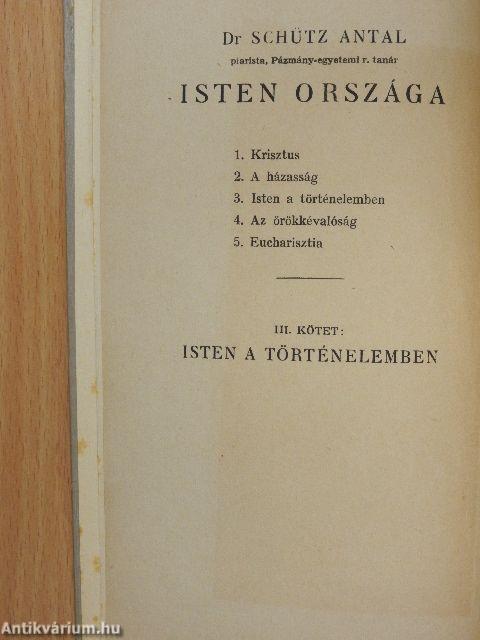 Dr SCHÜTZ ANTAL
piarista, Pázmány-egyetemi r. tanár
ISTEN ORSZÁGA
1. Krisztus
2. A házasság
3. Isten a történelemben
4. Az örökkévalóság
5. Eucharisztia
III. KÖTET:
ISTEN A TÖRTÉNELEMBEN
Antikvárium.hu